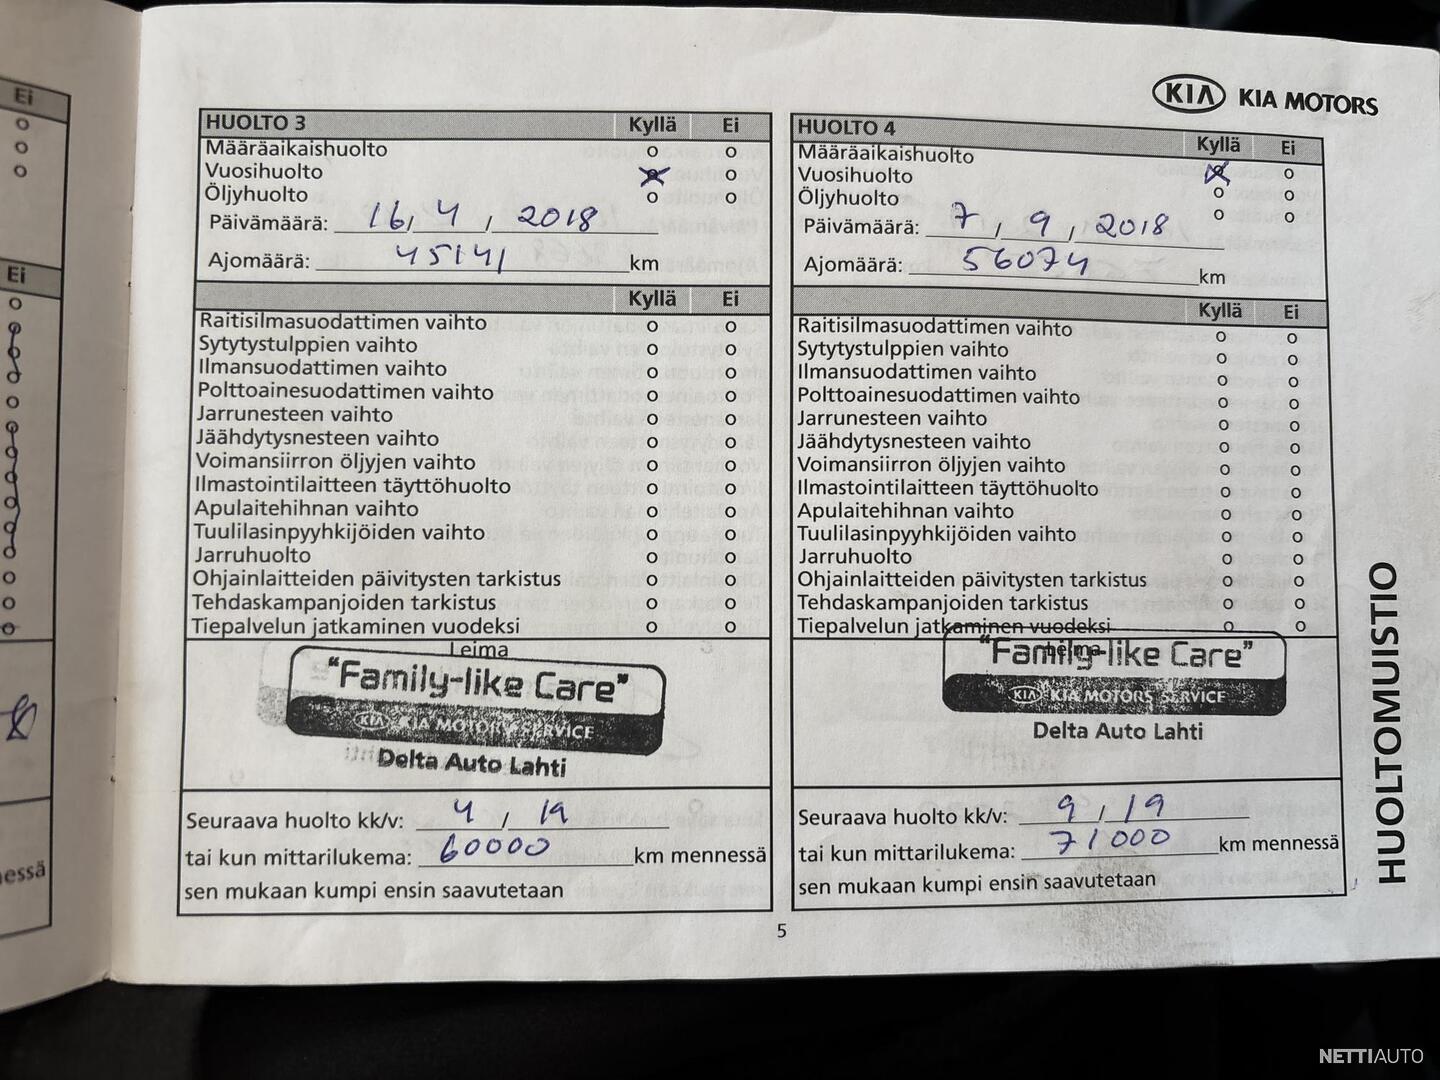 Ei
Ei
mennessä
KIA KIA MOTORS
HUOLTO 3 Kyllä Ei
Määräaikaishuolto o o
Vuosihuolto o
Öljyhuolto o o
Päivämäärä: 16, 4, 2018
Ajomäärä: 45141 km
Kyllä Ei
Raitisilmasuodattimen vaihto o o
Sytytystulppien vaihto o o
Ilmansuodattimen vaihto o o
Polttoainesuodattimen vaihto o o
Jarrunesteen vaihto o o
Jäähdytysnesteen vaihto o o
Voimansiirron öljyjen vaihto o o
Ilmastointilaitteen täyttöhuolto o o
Apulaitehihnan vaihto o o
Tuulilasinpyyhkijöiden vaihto o o
Jarruhuolto o o
Ohjainlaitteiden päivitysten tarkistus o o
Tehdaskampanjoiden tarkistus o o
Tiepalvelun jatkaminen vuodeksi o o
Leima
"Family-like Care"
KIA KIA MOTORS SERVICE
Delta Auto Lahti
Seuraava huolto kk/v: 4 / 19
tai kun mittarilukema: 60000 km mennessä
sen mukaan kumpi ensin saavutetaan
HUOLTO 4 Kyllä Ei
Määräaikaishuolto o o
Vuosihuolto o
Öljyhuolto o o
Päivämäärä: 7, 9, 2018
Ajomäärä: 56074 km
Kyllä Ei
Raitisilmasuodattimen vaihto o o
Sytytystulppien vaihto o o
Ilmansuodattimen vaihto o o
Polttoainesuodattimen vaihto o o
Jarrunesteen vaihto o o
Jäähdytysnesteen vaihto o o
Voimansiirron öljyjen vaihto o o
Ilmastointilaitteen täyttöhuolto o o
Apulaitehihnan vaihto o o
Tuulilasinpyyhkijöiden vaihto o o
Jarruhuolto o o
Ohjainlaitteiden päivitysten tarkistus o o
Tehdaskampanjoiden tarkistus o o
Tiepalvelun jatkaminen vuodeksi o o
Leima
"Family-like Care"
KIA KIA MOTORS SERVICE
Delta Auto Lahti
Seuraava huolto kk/v: 9 / 19
tai kun mittarilukema: 71000 km mennessä
sen mukaan kumpi ensin saavutetaan
HUOLTOMUISTIO
5
NETTIAUTO